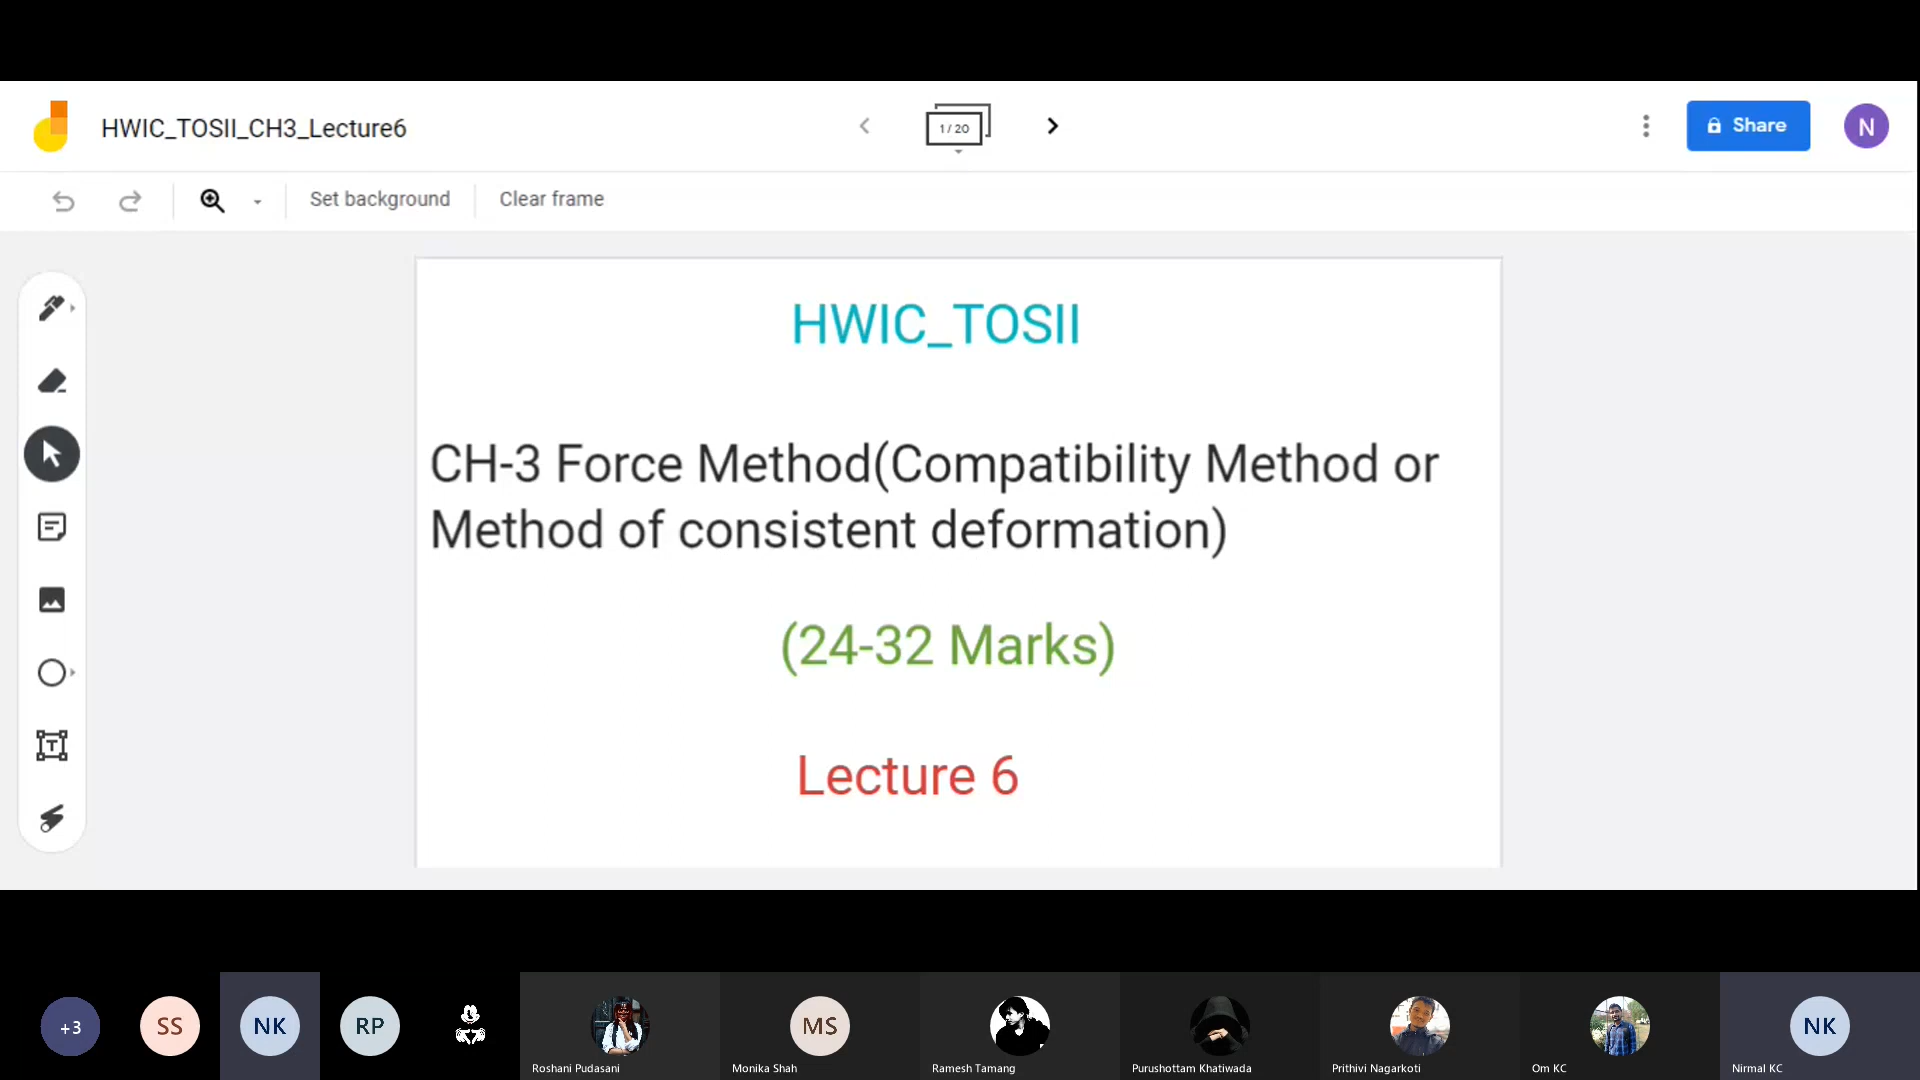 HWIC_TOSII_CH3_Lecture6
1 / 20
Share
N
Set background
Clear frame
HWIC_TOSII
CH-3 Force Method(Compatibility Method or
Method of consistent deformation)
(24-32 Marks)
Lecture 6
+3
SS
NK
RP
MS
NK
Roshani Pudasani
Monika Shah
Ramesh Tamang
Purushottam Khatiwada
Prithivi Nagarkoti
Om KC
Nirmal KC